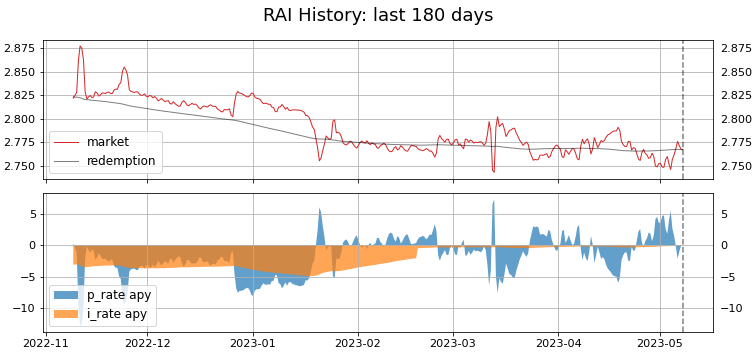 RAI History: last 180 days
2.875 2.875
2.850 2.850
2.825 2.825
2.800 2.800
2.775 2.775
2.750 2.750
market
redemption
5 5
0 0
−5 −5
−10 −10
p_rate apy
i_rate apy
2022-11 2022-12 2023-01 2023-02 2023-03 2023-04 2023-05